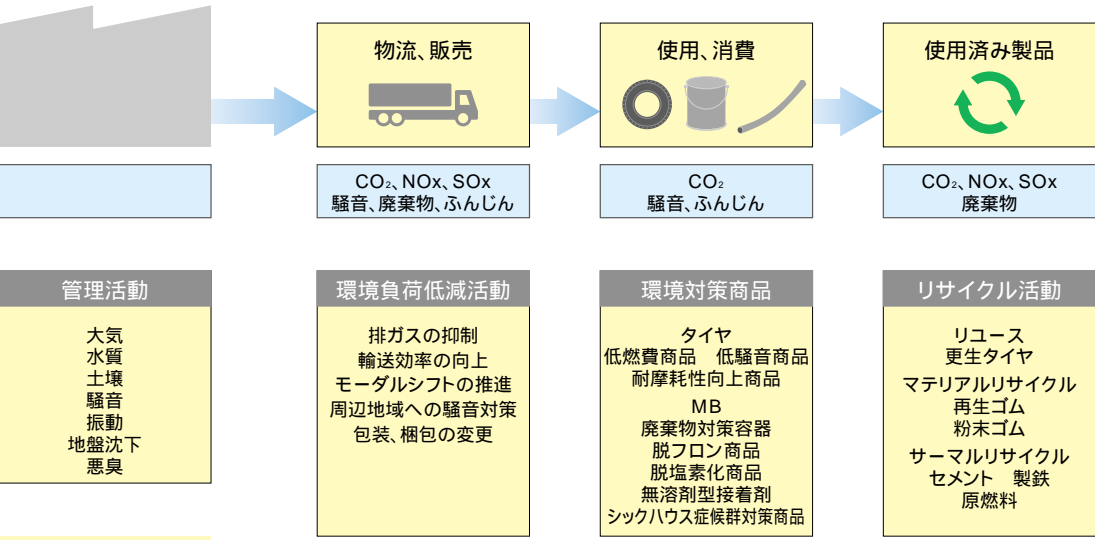 物流、販売
使用、消費
使用済み製品
CO₂、NOx、SOx
騒音、廃棄物、ふんじん
CO₂
騒音、ふんじん
CO₂、NOx、SOx
廃棄物
管理活動
大気
水質
土壌
騒音
振動
地盤沈下
悪臭
環境負荷低減活動
排ガスの抑制
輸送効率の向上
モーダルシフトの推進
周辺地域への騒音対策
包装、梱包の変更
環境対策商品
タイヤ
低燃費商品　低騒音商品
耐摩耗性向上商品
MB
廃棄物対策容器
脱フロン商品
脱塩素化商品
無溶剤型接着剤
シックハウス症候群対策商品
リサイクル活動
リユース
更生タイヤ
マテリアルリサイクル
再生ゴム
粉末ゴム
サーマルリサイクル
セメント　製鉄
原燃料